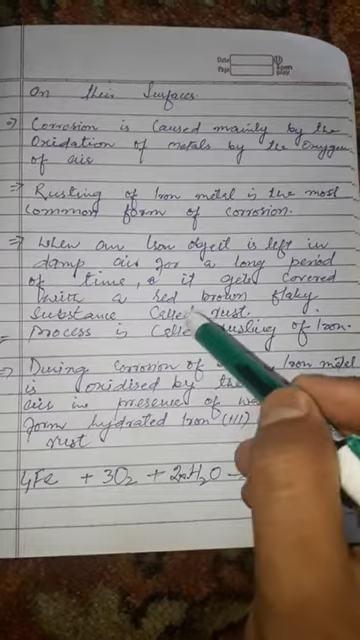 Date
Page
on their Surfaces.
⇒ Corrosion is Caused mainly by the
Oxidation of metals by the Oxygen
of air
⇒ Rusting of Iron metal is the most
Common form of corrosion.
⇒ When an Iron object is left in
damp air for a long period
of time, it gets covered
with a red brown flaky
Substance Called rust.
Process is Called rusting of Iron.
⇒ During corrosion of Iron metal
is oxidised by the
air in presence of
form hydrated Iron (III)
rust
4Fe + 3O₂ + 2xH₂O